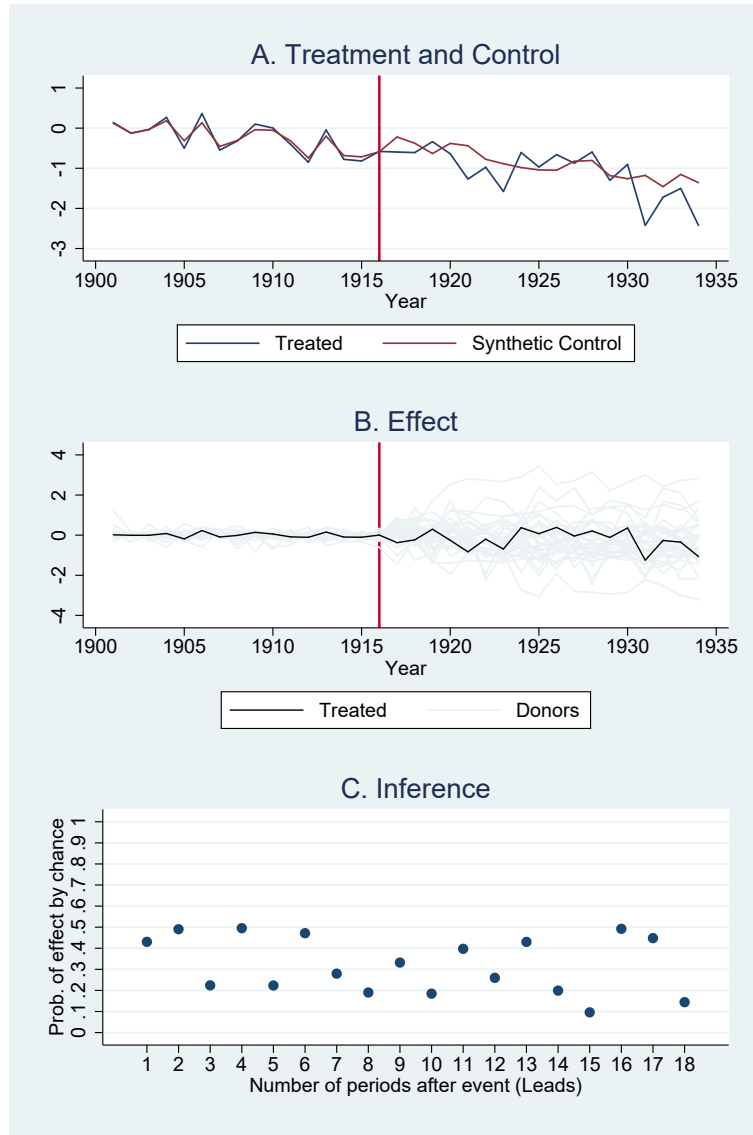 A. Treatment and Control
1
0
-1
-2
-3
1900 1905 1910 1915 1920 1925 1930 1935
Year
Treated Synthetic Control
B. Effect
4
2
0
-2
-4
1900 1905 1910 1915 1920 1925 1930 1935
Year
Treated Donors
C. Inference
Prob. of effect by chance
0 .1 .2 .3 .4 .5 .6 .7 .8 .9 1
1 2 3 4 5 6 7 8 9 10 11 12 13 14 15 16 17 18
Number of periods after event (Leads)